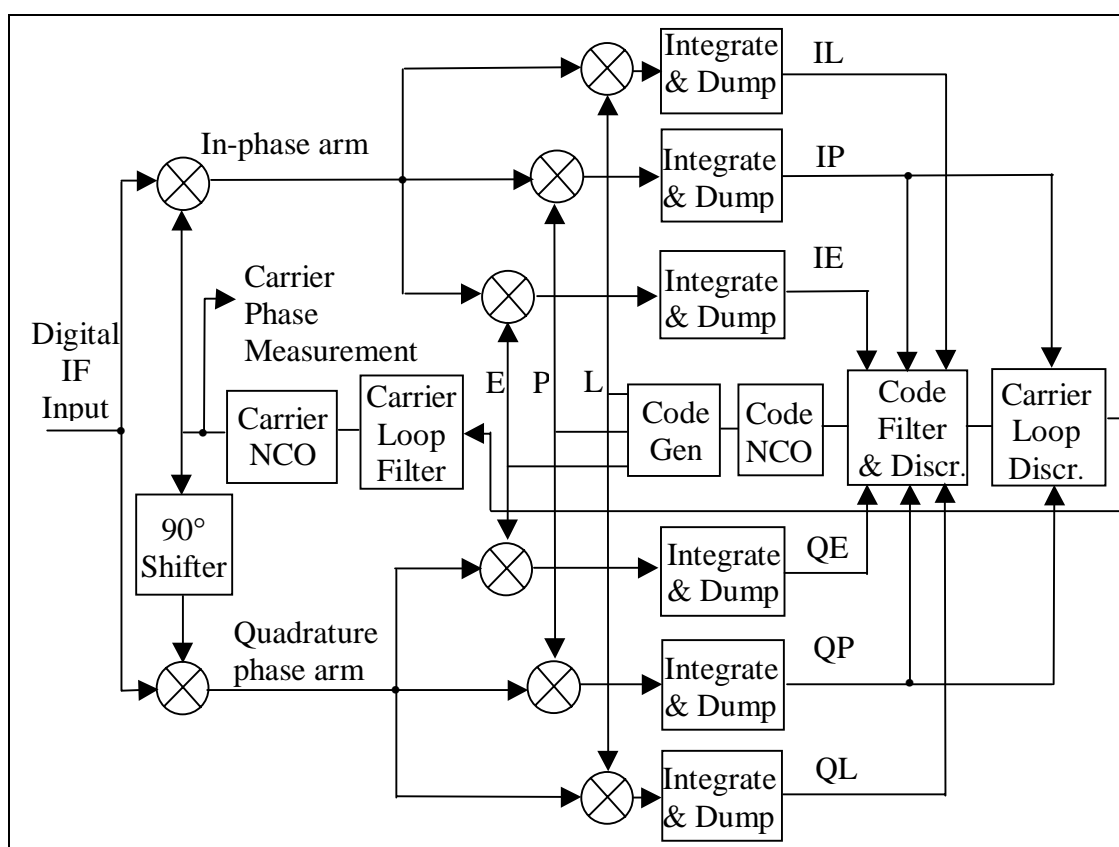 Integrate
& Dump
IL
In-phase arm
Integrate
& Dump
IP
Integrate
& Dump
IE
Carrier
Phase
Measurement
Digital
IF
Input
E
P
L
Carrier
NCO
Carrier
Loop
Filter
Code
Gen
Code
NCO
Code
Filter
& Discr.
Carrier
Loop
Discr.
90°
Shifter
Integrate
& Dump
QE
Quadrature
phase arm
Integrate
& Dump
QP
Integrate
& Dump
QL